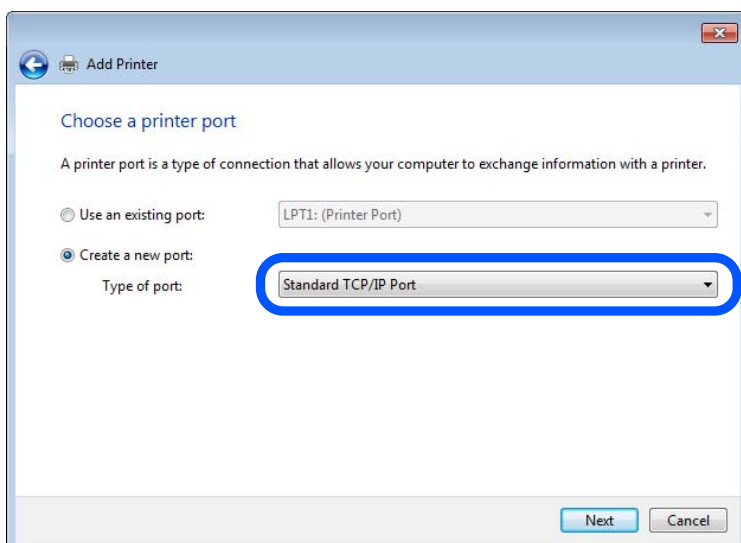 Add Printer
Choose a printer port
A printer port is a type of connection that allows your computer to exchange information with a printer.
Use an existing port: LPT1: (Printer Port)
Create a new port:
Type of port: Standard TCP/IP Port
Next Cancel